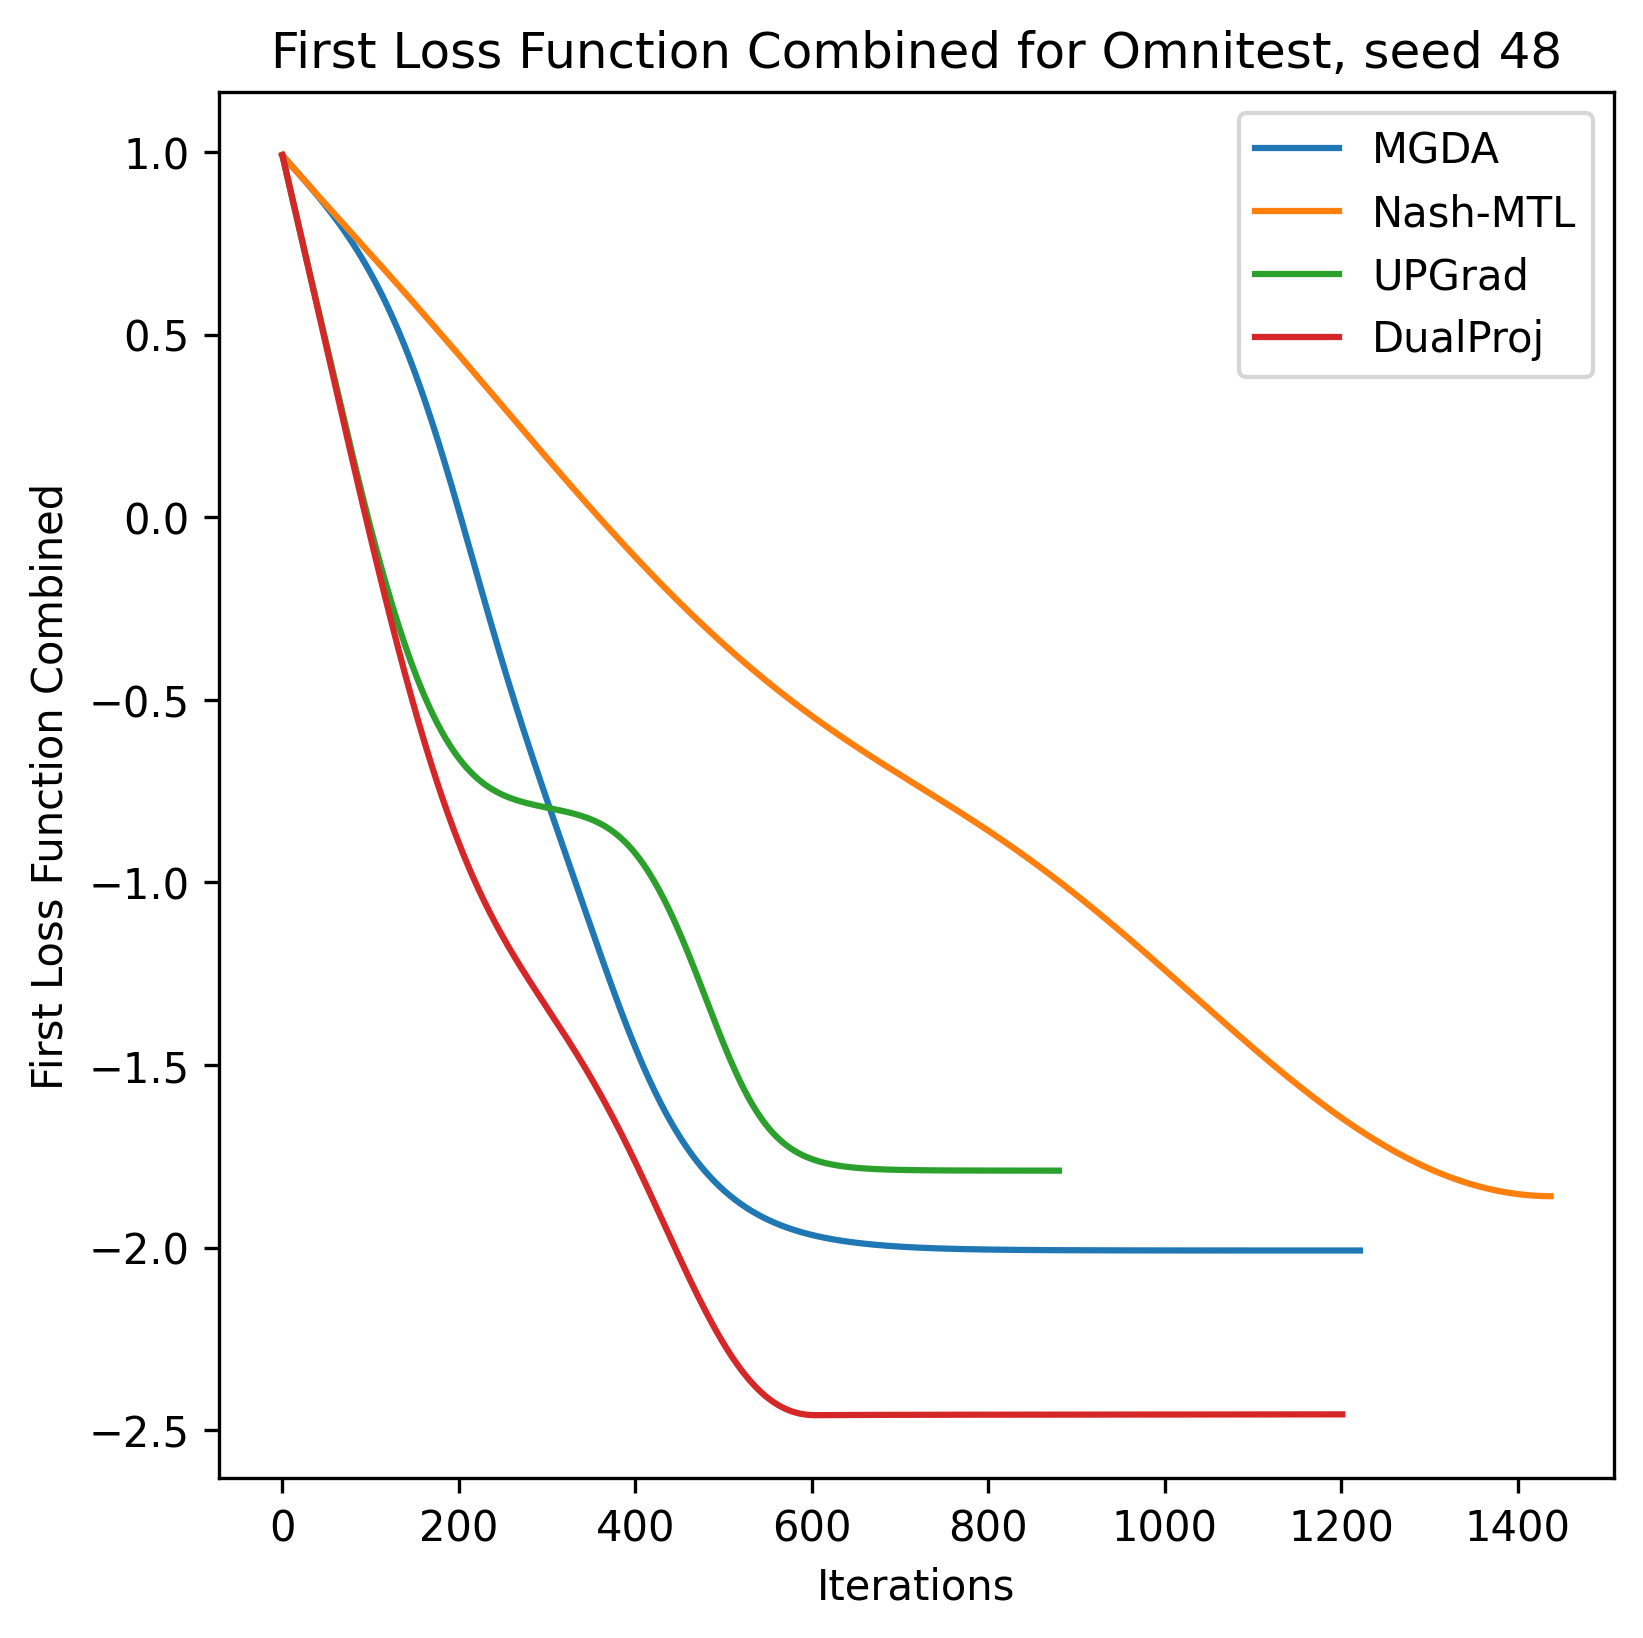 First Loss Function Combined for Omnitest, seed 48
MGDA
Nash-MTL
UPGrad
DualProj
First Loss Function Combined
1.0
0.5
0.0
−0.5
−1.0
−1.5
−2.0
−2.5
0 200 400 600 800 1000 1200 1400
Iterations